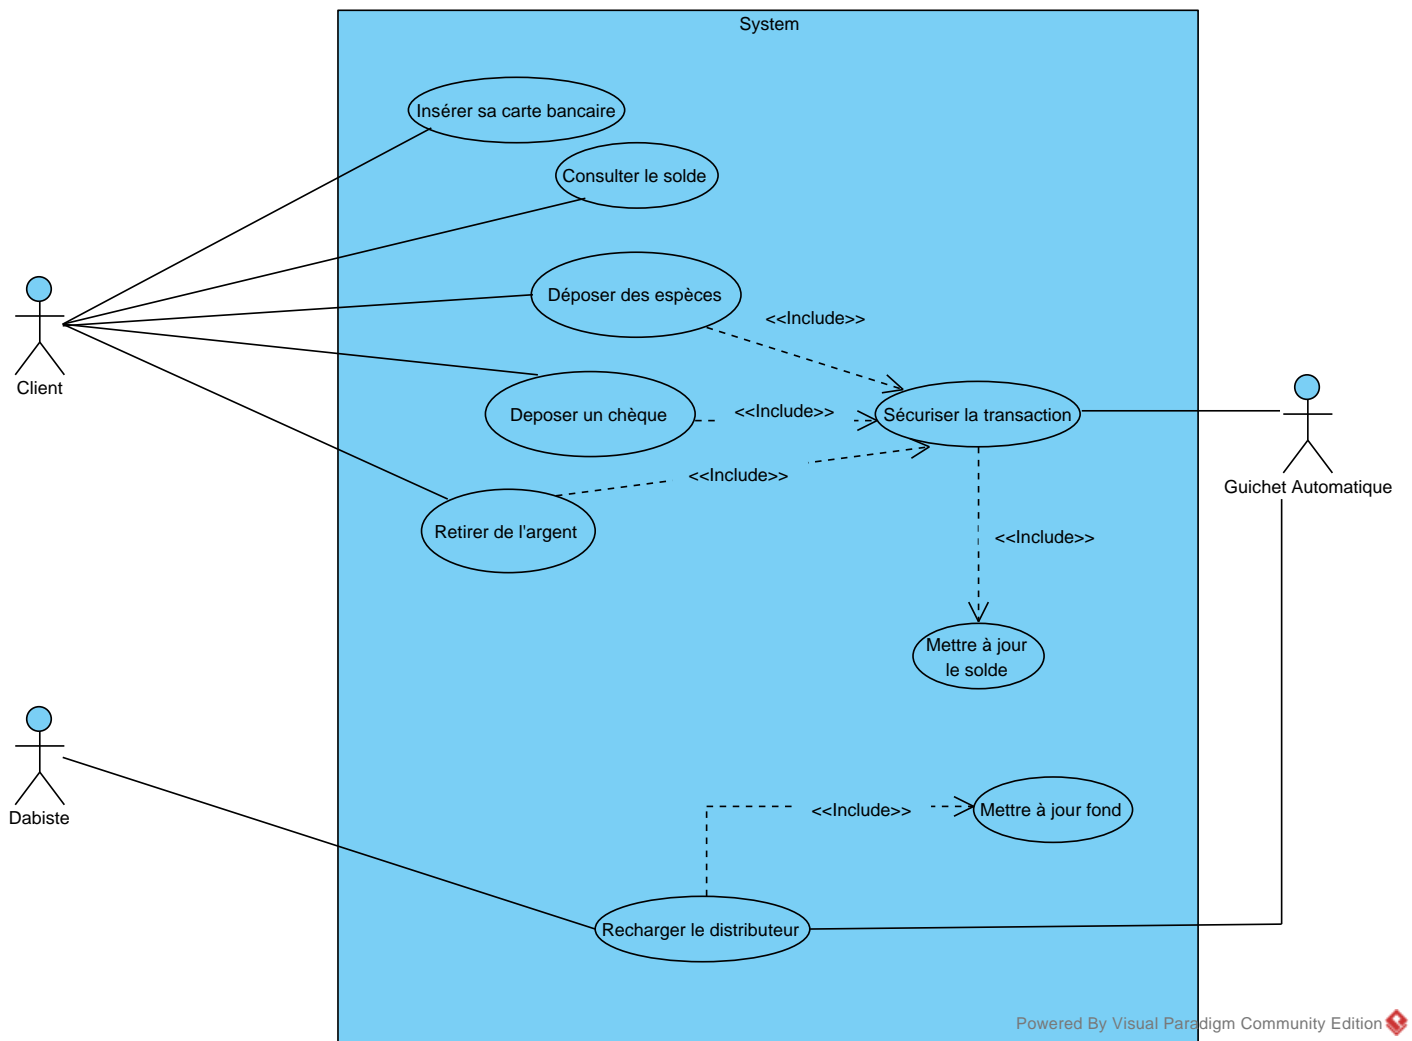 System
Insérer sa carte bancaire
Consulter le solde
Déposer des espèces
<<Include>>
Client
Deposer un chèque
<<Include>>
Sécuriser la transaction
<<Include>>
Guichet Automatique
Retirer de l'argent
<<Include>>
Mettre à jour
le solde
Dabiste
<<Include>>
Mettre à jour fond
Recharger le distributeur
Powered By Visual Paradigm Community Edition